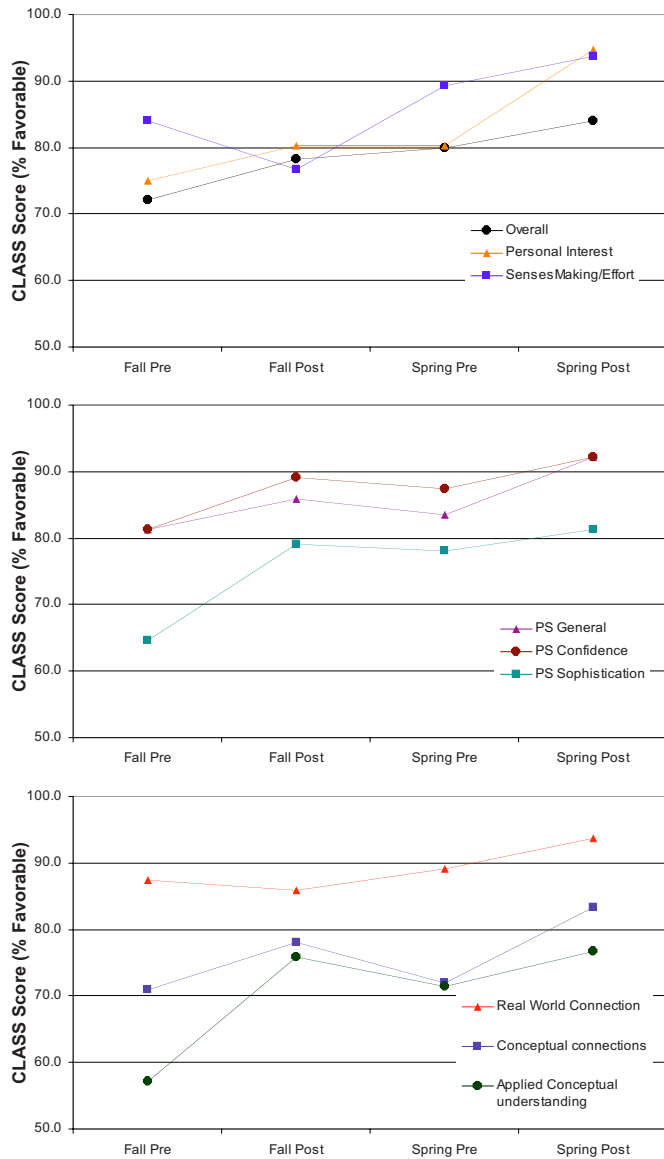 CLASS Score (% Favorable)
100.0
90.0
80.0
70.0
60.0
50.0
Overall
Personal Interest
SensesMaking/Effort
Fall Pre
Fall Post
Spring Pre
Spring Post
CLASS Score (% Favorable)
100.0
90.0
80.0
70.0
60.0
50.0
PS General
PS Confidence
PS Sophistication
Fall Pre
Fall Post
Spring Pre
Spring Post
CLASS Score (% Favorable)
100.0
90.0
80.0
70.0
60.0
50.0
Real World Connection
Conceptual connections
Applied Conceptual
understanding
Fall Pre
Fall Post
Spring Pre
Spring Post